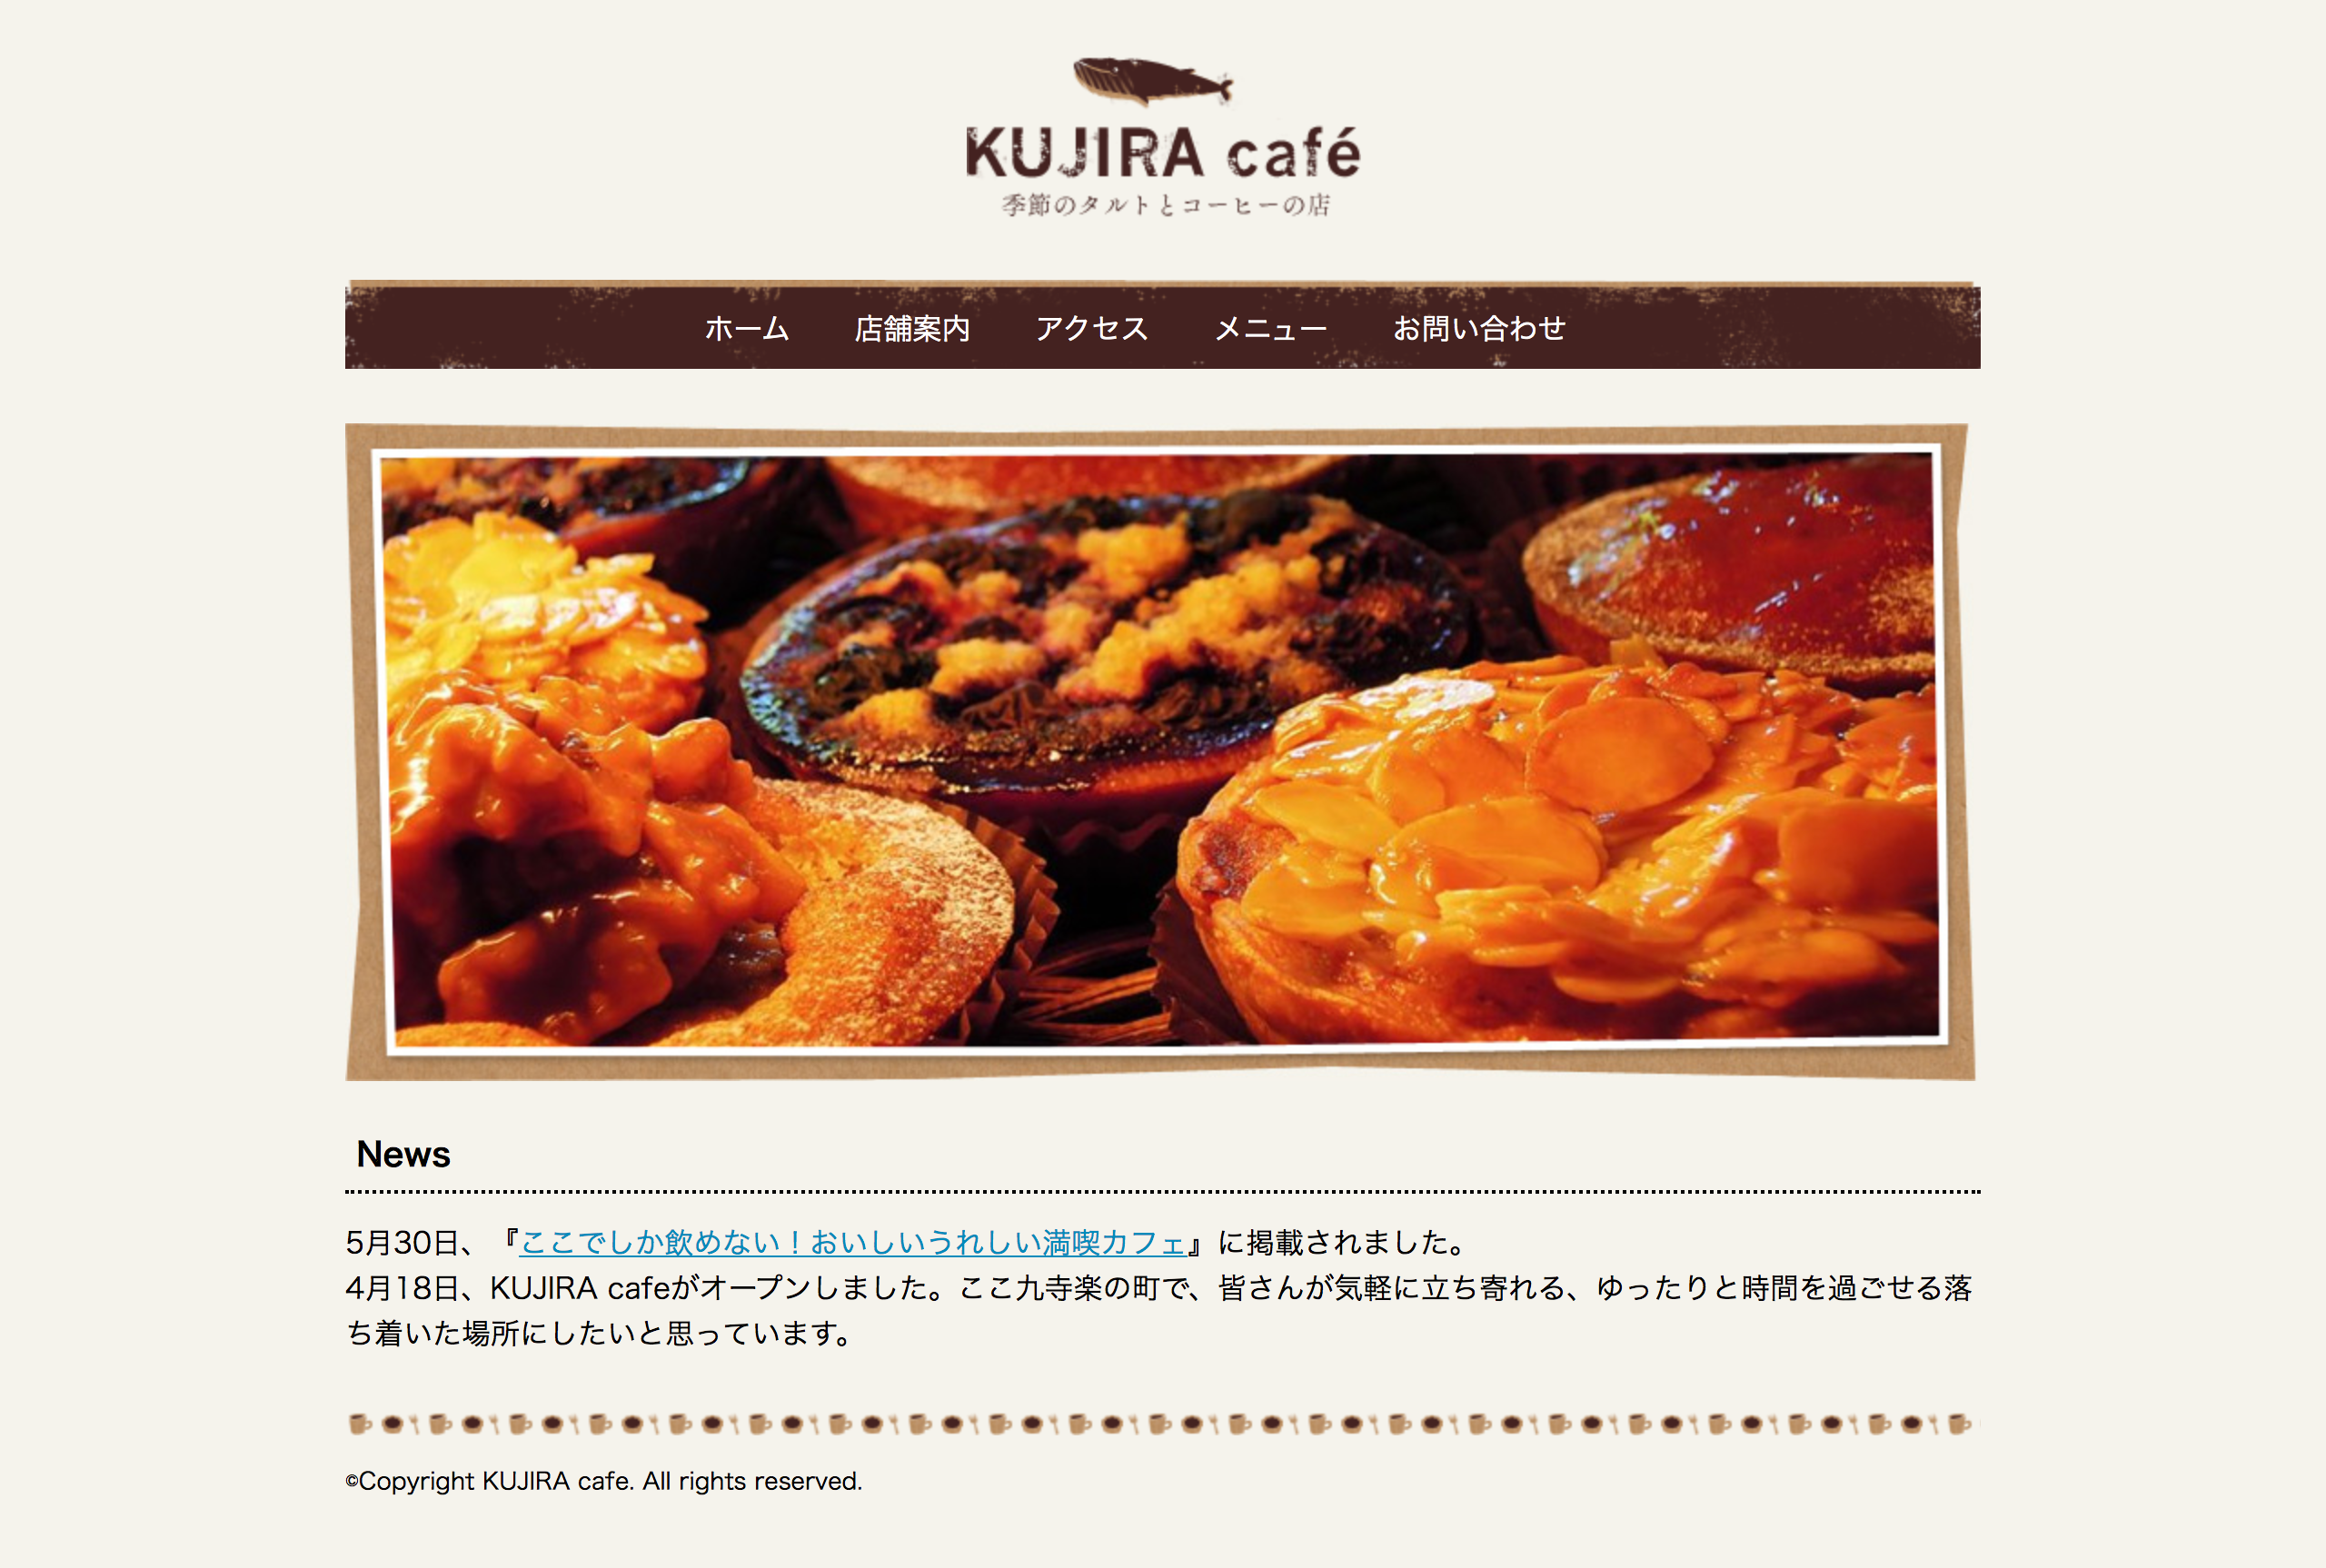 KUJIRA café
季節のタルトとコーヒーの店
ホーム 店舗案内 アクセス メニュー お問い合わせ
News
5月30日、『ここでしか飲めない！おいしいうれしい満喫カフェ』に掲載されました。
4月18日、KUJIRA cafeがオープンしました。ここ九寺楽の町で、皆さんが気軽に立ち寄れる、ゆったりと時間を過ごせる落
ち着いた場所にしたいと思っています。
©Copyright KUJIRA cafe. All rights reserved.